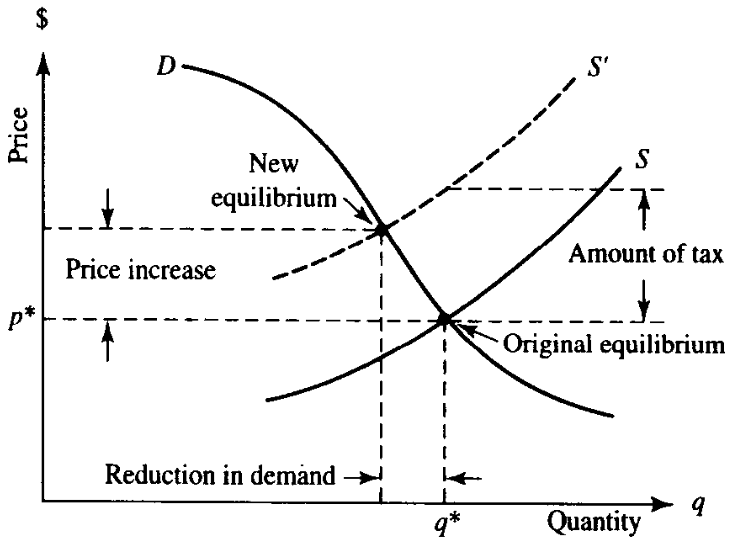 $
D
S'
Price
New
equilibrium
S
Amount of tax
Price increase
p*
Original equilibrium
Reduction in demand
q
q*
Quantity